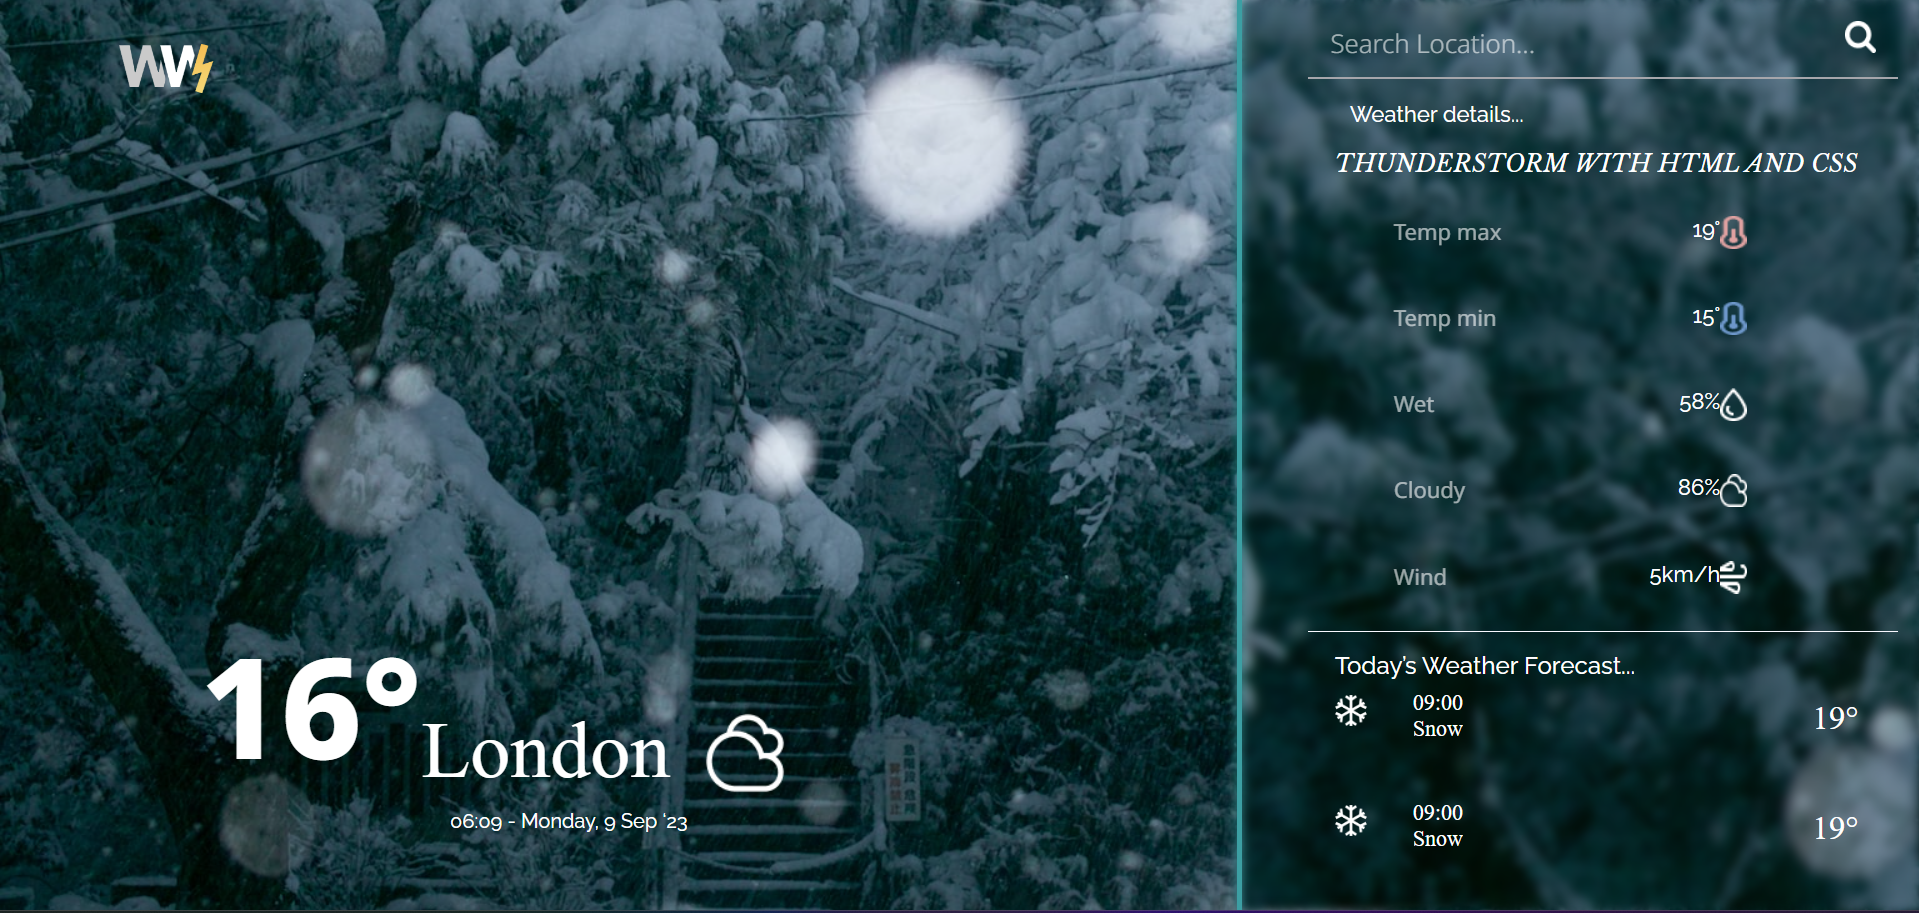 WW
16°
London
06:09 - Monday, 9 Sep ‘23
Search Location...
Weather details...
THUNDERSTORM WITH HTML AND CSS
Temp max 19°
Temp min 15°
Wet 58%
Cloudy 86%
Wind 5km/h
Today’s Weather Forecast...
09:00
Snow 19°
09:00
Snow 19°